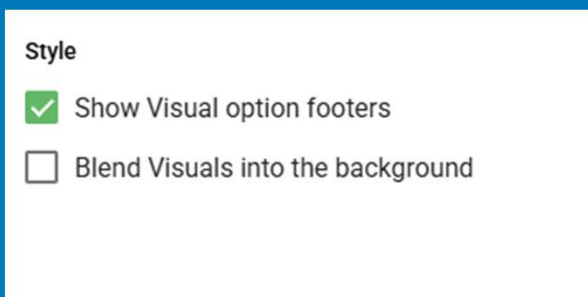 Style
Show Visual option footers
Blend Visuals into the background